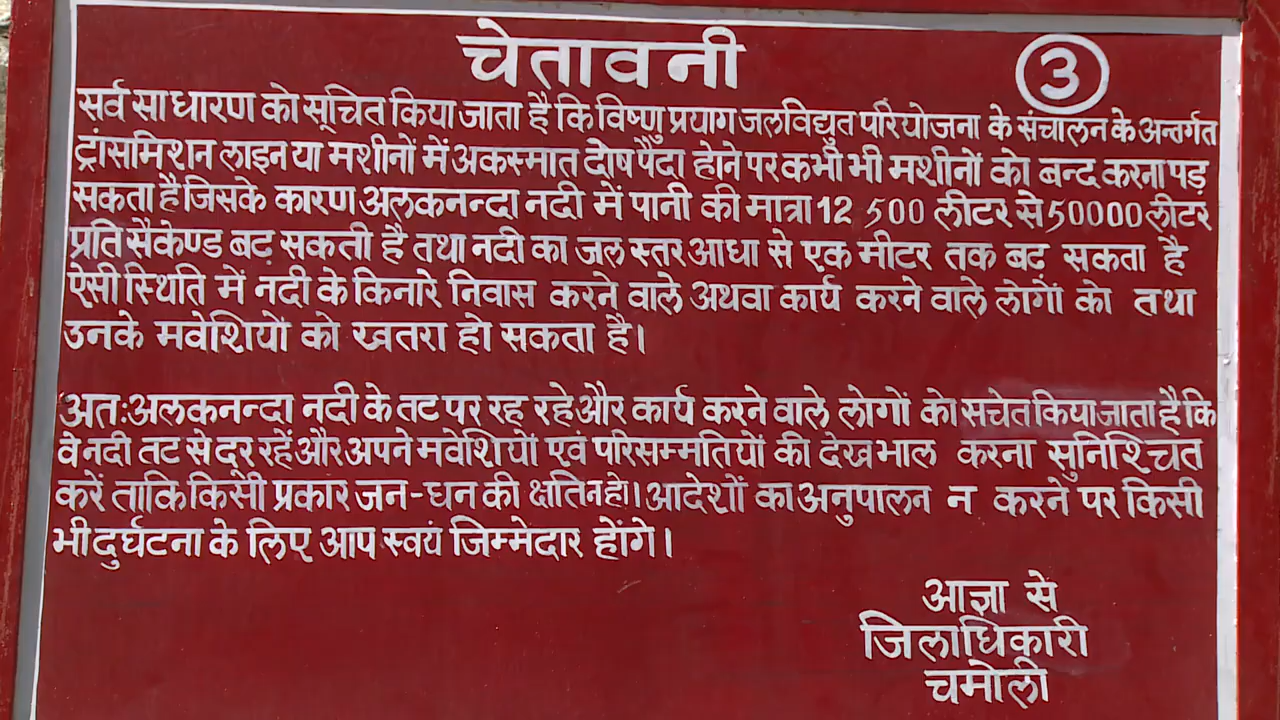 चेतावनी
३
सर्व साधारण को सूचित किया जाता है कि विष्णु प्रयाग जलविद्युत परियोजना के संचालन के अन्तर्गत
ट्रांसमिशन लाइन या मशीनों में अकस्मात दोष पैदा होने पर कभी भी मशीनों को बन्द करना पड़
सकता है जिसके कारण अलकनन्दा नदी में पानी की मात्रा 12 500 लीटर से 50000 लीटर
प्रति सैकेण्ड बढ़ सकती है तथा नदी का जल स्तर आधा से एक मीटर तक बढ़ सकता है
ऐसी स्थिति में नदी के किनारे निवास करने वाले अथवा कार्य करने वाले लोगों को तथा
उनके मवेशियों को खतरा हो सकता है।
अतः अलकनन्दा नदी के तट पर रह रहे और कार्य करने वाले लोगों को सचेत किया जाता है कि
वे नदी तट से दूर रहें और अपने मवेशियों एवं परिसम्मतियों की देखभाल करना सुनिश्चित
करें ताकि किसी प्रकार जन-धन की क्षति न हो। आदेशों का अनुपालन न करने पर किसी
भी दुर्घटना के लिए आप स्वयं जिम्मेदार होंगे।
आज्ञा से
जिलाधिकारी
चमोली